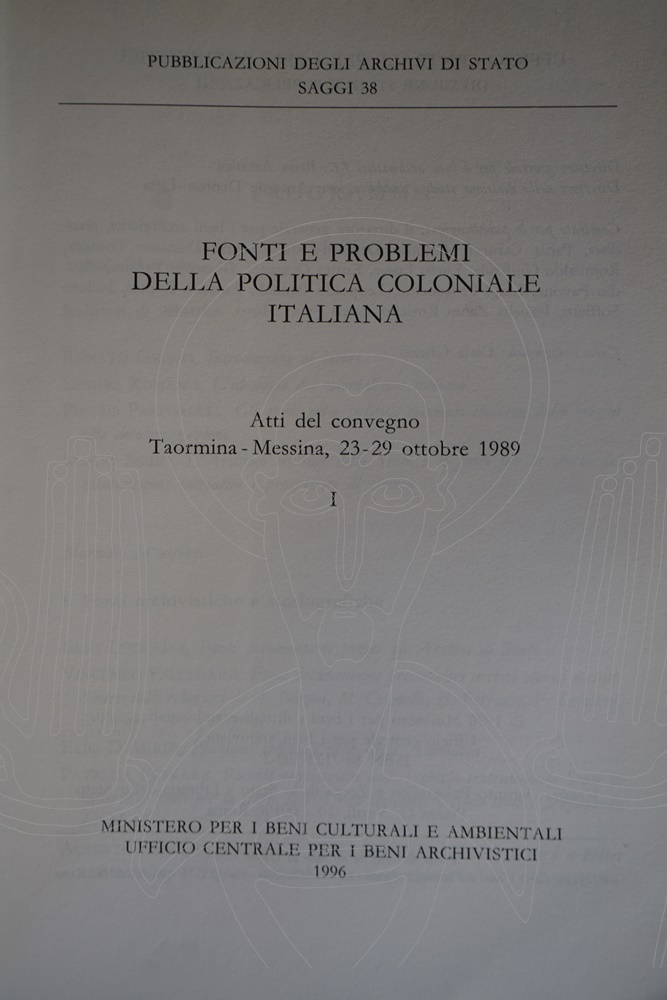 PUBBLICAZIONI DEGLI ARCHIVI DI STATO
SAGGI 38
FONTI E PROBLEMI
DELLA POLITICA COLONIALE
ITALIANA
Atti del convegno
Taormina - Messina, 23-29 ottobre 1989
I
MINISTERO PER I BENI CULTURALI E AMBIENTALI
UFFICIO CENTRALE PER I BENI ARCHIVISTICI
1996